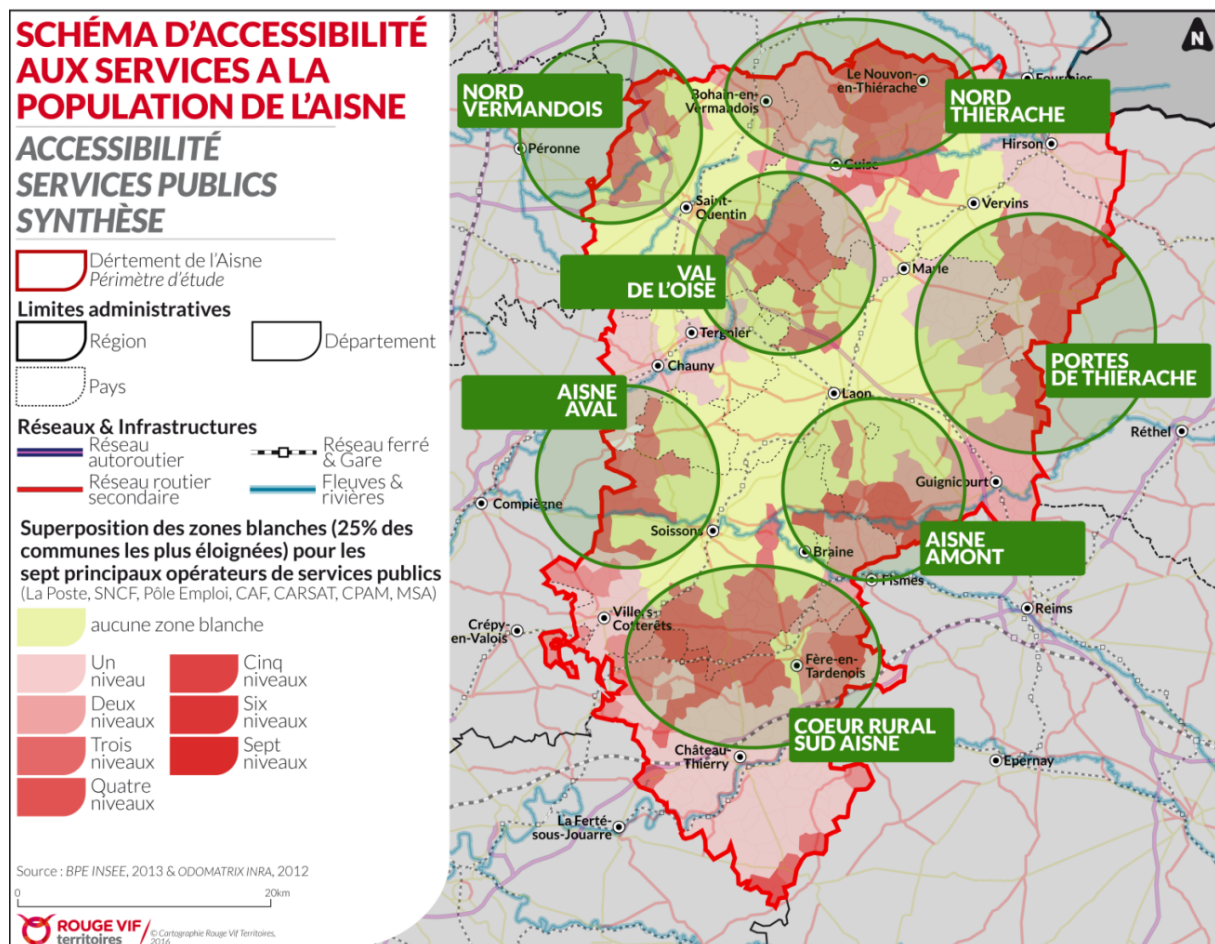 SCHÉMA D'ACCESSIBILITÉ
AUX SERVICES A LA
POPULATION DE L'AISNE
ACCESSIBILITÉ
SERVICES PUBLICS
SYNTHÈSE
Dértement de l'Aisne
Périmètre d'étude
Limites administratives
Région
Département
Pays
Réseaux & Infrastructures
Réseau
autoroutier
Réseau ferré
& Gare
Réseau routier
secondaire
Fleuves &
rivières
Superposition des zones blanches (25% des
communes les plus éloignées) pour les
sept principaux opérateurs de services publics
(La Poste, SNCF, Pôle Emploi, CAF, CARSAT, CPAM, MSA)
aucune zone blanche
Un
niveau
Cinq
niveaux
Deux
niveaux
Six
niveaux
Trois
niveaux
Sept
niveaux
Quatre
niveaux
Source : BPE INSEE, 2013 & ODOMATRIX INRA, 2012
0
20km
ROUGE VIF
territoires
© Cartographie Rouge Vif Territoires,
2016
N
NORD
VERMANDOIS
Péronne
Bohain-en-
Vermandois
Le Nouvon-
en-Thiérache
Fourmies
NORD
THIÉRACHE
Hirson
Guise
Saint-
Quentin
Vervins
VAL
DE L'OISE
Marle
Tergnier
Chauny
PORTES
DE THIÉRACHE
AISNE
AVAL
Laon
Réthel
Guignicourt
Compiègne
Soissons
AISNE
AMONT
Braine
Fismes
Reims
Villers-
Cotterêts
Crépy-
en-Valois
Fère-en-
Tardenois
COEUR RURAL
SUD AISNE
Château-
Thierry
Epernay
La Ferté-
sous-Jouarre